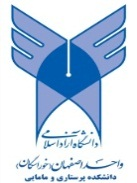 دانشگاه آزاد اسلامی
واحد اصفهان (خوراسگان)
دانشکده پرستاری و مامایی